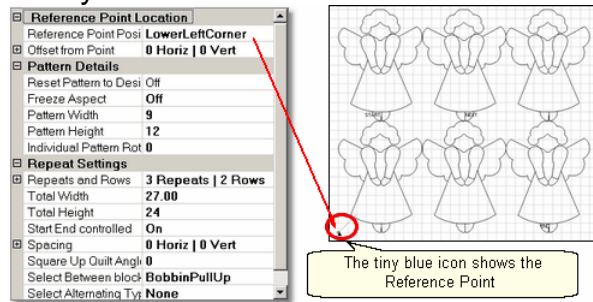 Reference Point Location
Reference Point Posi LowerLeftCorner
Offset from Point 0 Horiz | 0 Vert
Pattern Details
Reset Pattern to Desi Off
Freeze Aspect Off
Pattern Width 9
Pattern Height 12
Individual Pattern Rot 0
Repeat Settings
Repeats and Rows 3 Repeats | 2 Rows
Total Width 27.00
Total Height 24
Start End controlled On
Spacing 0 Horiz | 0 Vert
Square Up Quilt Angle 0
Select Between block BobbinPullUp
Select Alternating Typ None
START
NEXT
The tiny blue icon shows the
Reference Point